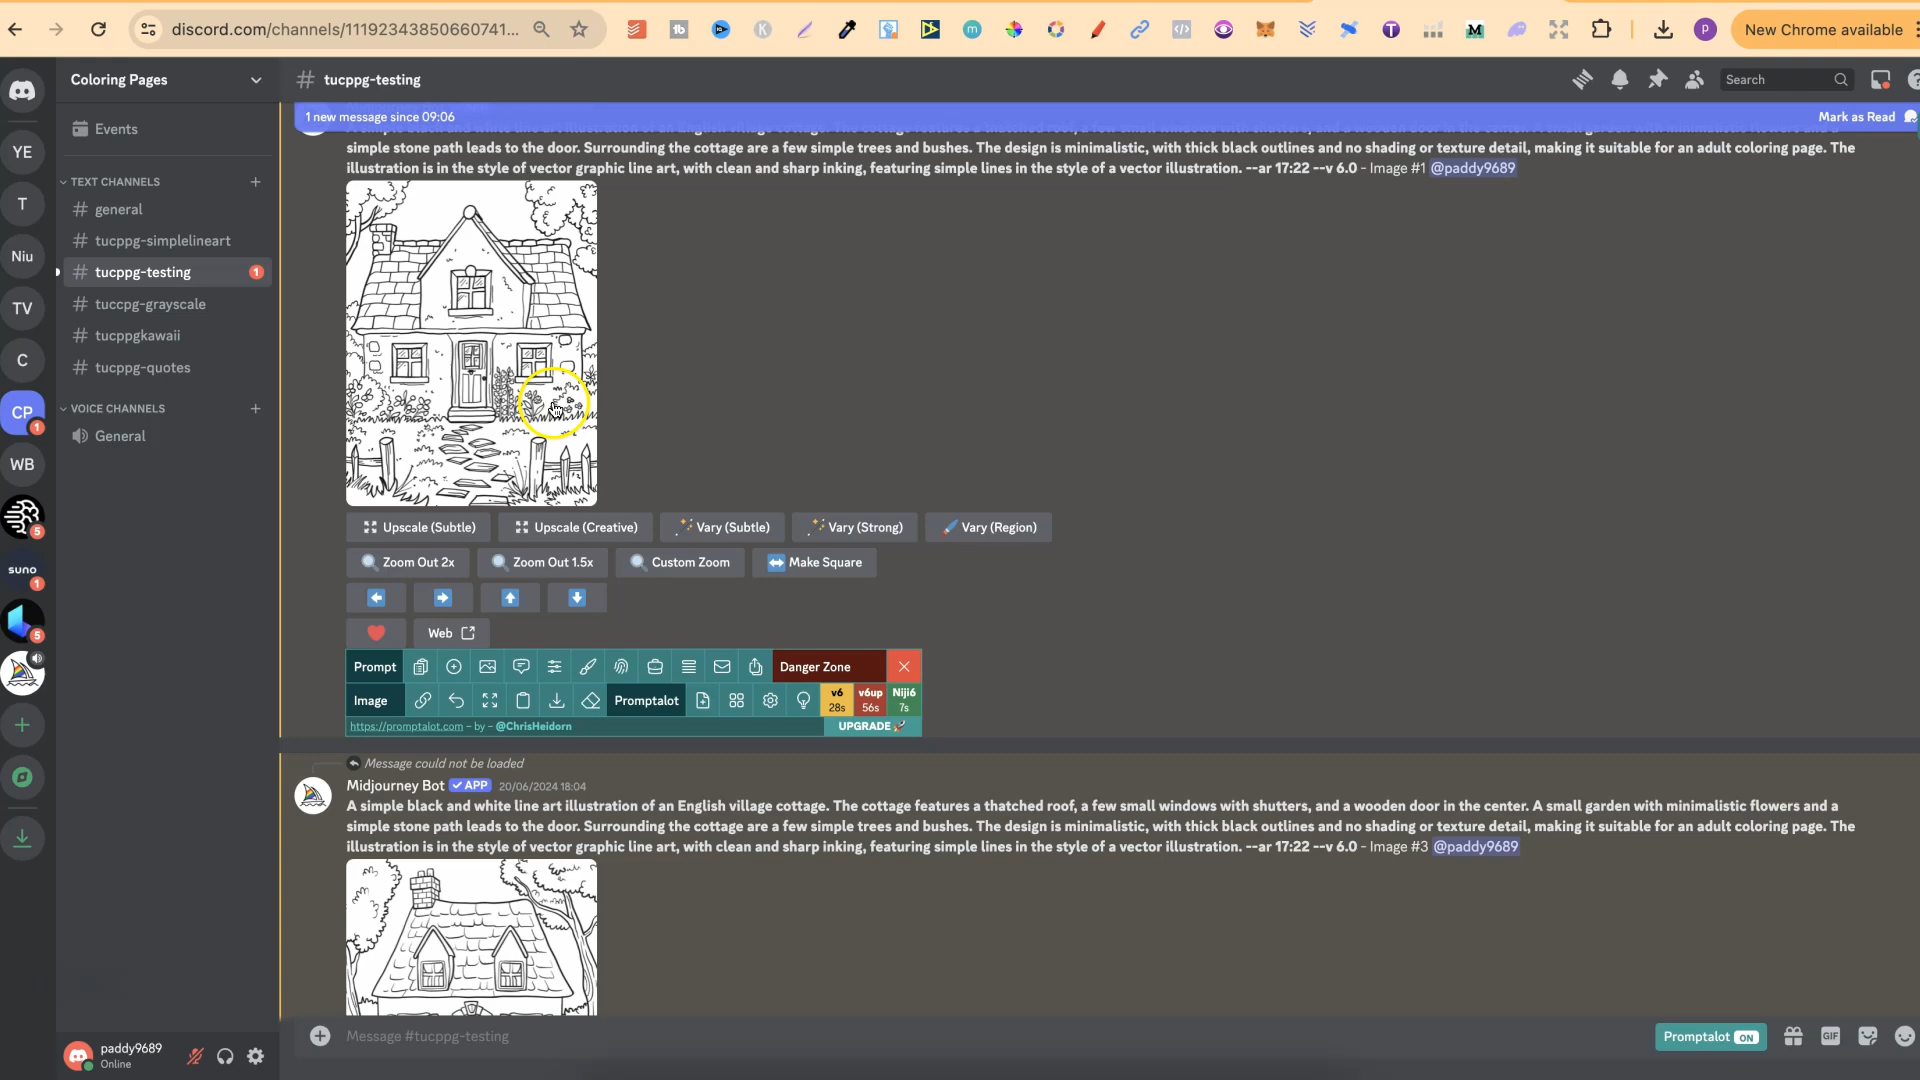 discord.com/channels/11192343850660741...
New Chrome available
Coloring Pages
tucppg-testing
Search
1 new message since 09:06
Mark as Read
Events
YE
T
Niu
TV
C
CP
1
WB
5
suno
1
5
TEXT CHANNELS
general
tucppg-simplelineart
tucppg-testing
1
tuccpg-grayscale
tucppgkawaii
tucppg-quotes
VOICE CHANNELS
General
simple stone path leads to the door. Surrounding the cottage are a few simple trees and bushes. The design is minimalistic, with thick black outlines and no shading or texture detail, making it suitable for an adult coloring page. The
illustration is in the style of vector graphic line art, with clean and sharp inking, featuring simple lines in the style of a vector illustration. --ar 17:22 --v 6.0 - Image #1 @paddy9689
Upscale (Subtle) Upscale (Creative) Vary (Subtle) Vary (Strong) Vary (Region)
Zoom Out 2x Zoom Out 1.5x Custom Zoom Make Square
Web
Prompt Danger Zone
Image Promptalot v6 28s v6up 56s Niji6 7s
https://promptalot.com – by – @ChrisHeidorn UPGRADE
Message could not be loaded
Midjourney Bot APP 20/06/2024 18:04
A simple black and white line art illustration of an English village cottage. The cottage features a thatched roof, a few small windows with shutters, and a wooden door in the center. A small garden with minimalistic flowers and a
simple stone path leads to the door. Surrounding the cottage are a few simple trees and bushes. The design is minimalistic, with thick black outlines and no shading or texture detail, making it suitable for an adult coloring page. The
illustration is in the style of vector graphic line art, with clean and sharp inking, featuring simple lines in the style of a vector illustration. --ar 17:22 --v 6.0 - Image #3 @paddy9689
Message #tucppg-testing
Promptalot ON
GIF
paddy9689
Online